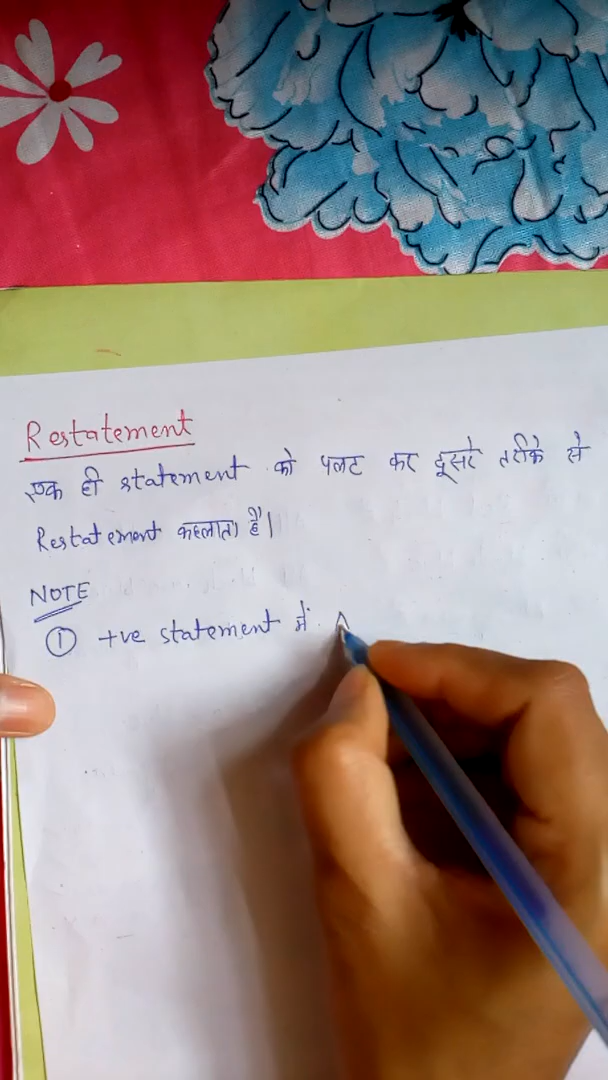 Restatement
एक ही statement को पलट कर दूसरे तरीके से
Restatement कहलाता है।
NOTE
① +ve statement में A